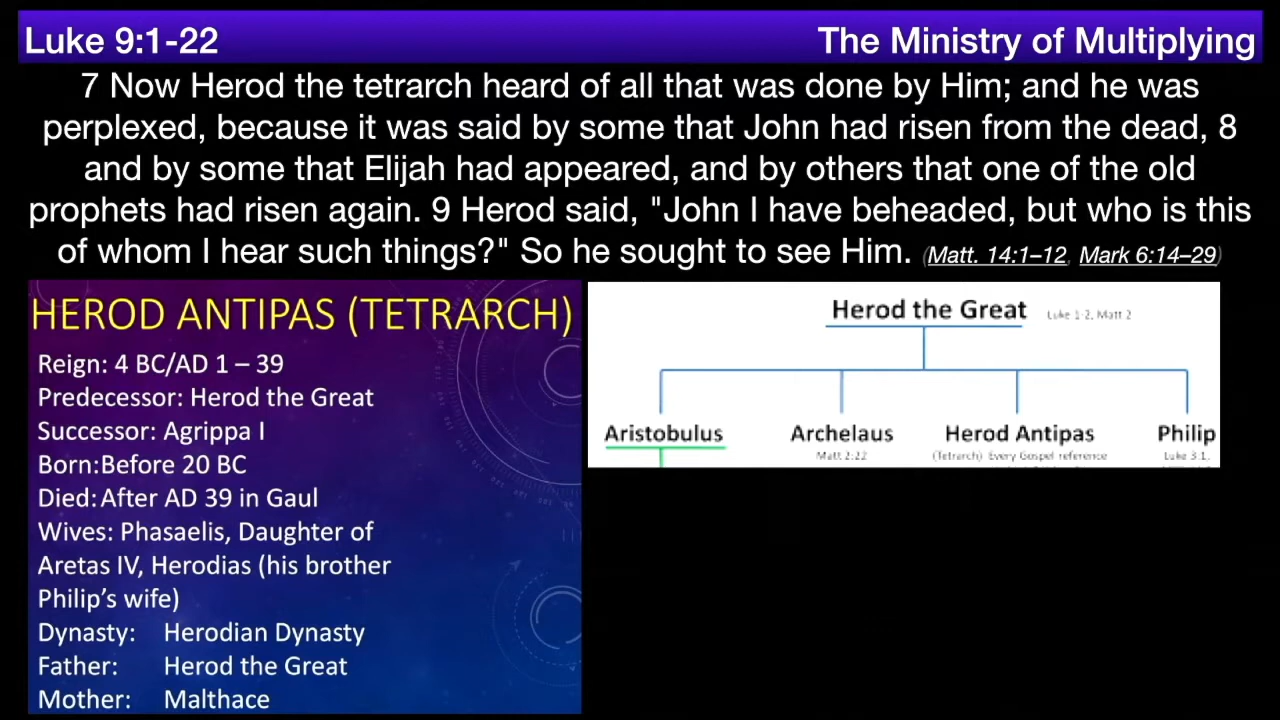 Luke 9:1-22
The Ministry of Multiplying
7 Now Herod the tetrarch heard of all that was done by Him; and he was
perplexed, because it was said by some that John had risen from the dead, 8
and by some that Elijah had appeared, and by others that one of the old
prophets had risen again. 9 Herod said, "John I have beheaded, but who is this
of whom I hear such things?" So he sought to see Him. (Matt. 14:1–12, Mark 6:14–29)
HEROD ANTIPAS (TETRARCH)
Reign: 4 BC/AD 1 – 39
Predecessor: Herod the Great
Successor: Agrippa I
Born:Before 20 BC
Died:After AD 39 in Gaul
Wives: Phasaelis, Daughter of
Aretas IV, Herodias (his brother
Philip's wife)
Dynasty: Herodian Dynasty
Father: Herod the Great
Mother: Malthace
Herod the Great Luke 1-2, Matt 2
Aristobulus Archelaus Herod Antipas Philip
Matt 2:22 (Tetrarch) Every Gospel reference Luke 3:1,